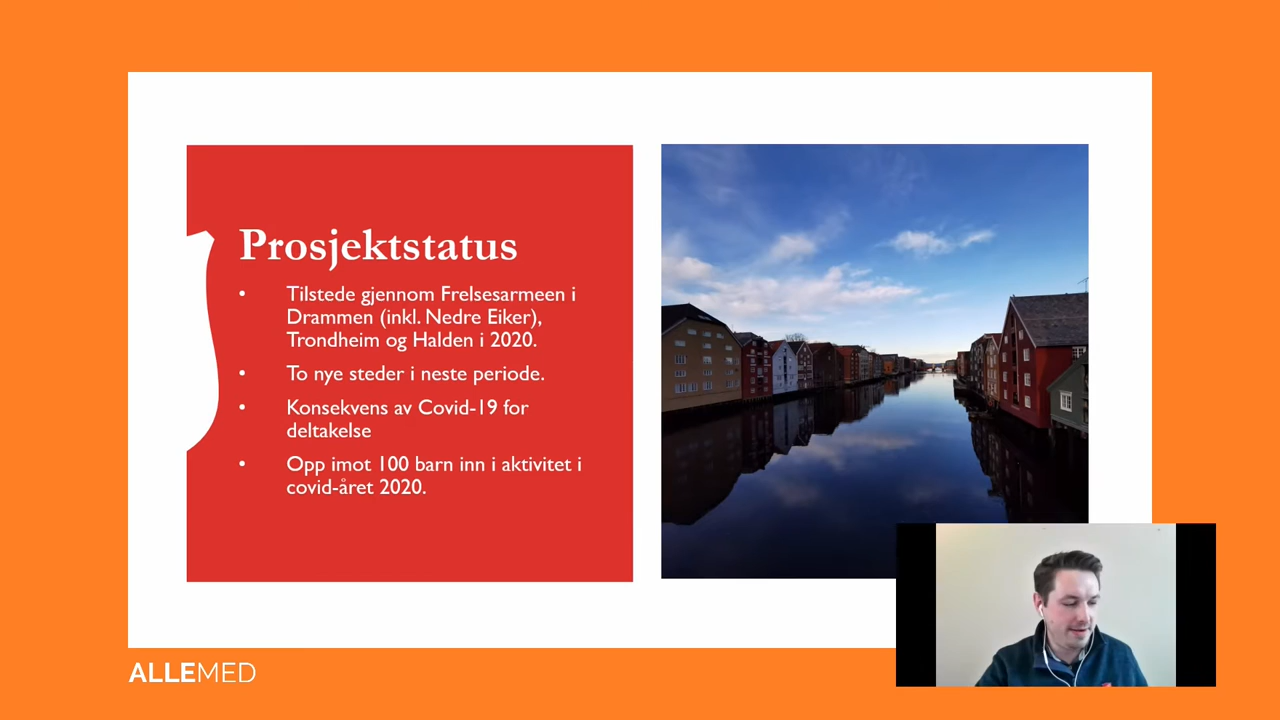 Prosjektstatus
• Tilstede gjennom Frelsesarmeen i
Drammen (inkl. Nedre Eiker),
Trondheim og Halden i 2020.
• To nye steder i neste periode.
• Konsekvens av Covid-19 for
deltakelse
• Opp imot 100 barn inn i aktivitet i
covid-året 2020.
ALLEMED